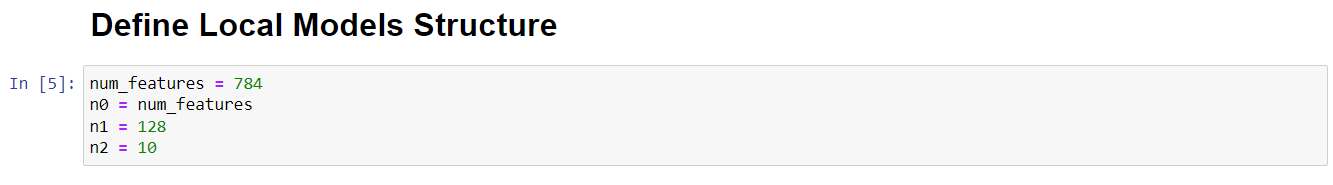 Define Local Models Structure
In [5]: num_features = 784
n0 = num_features
n1 = 128
n2 = 10